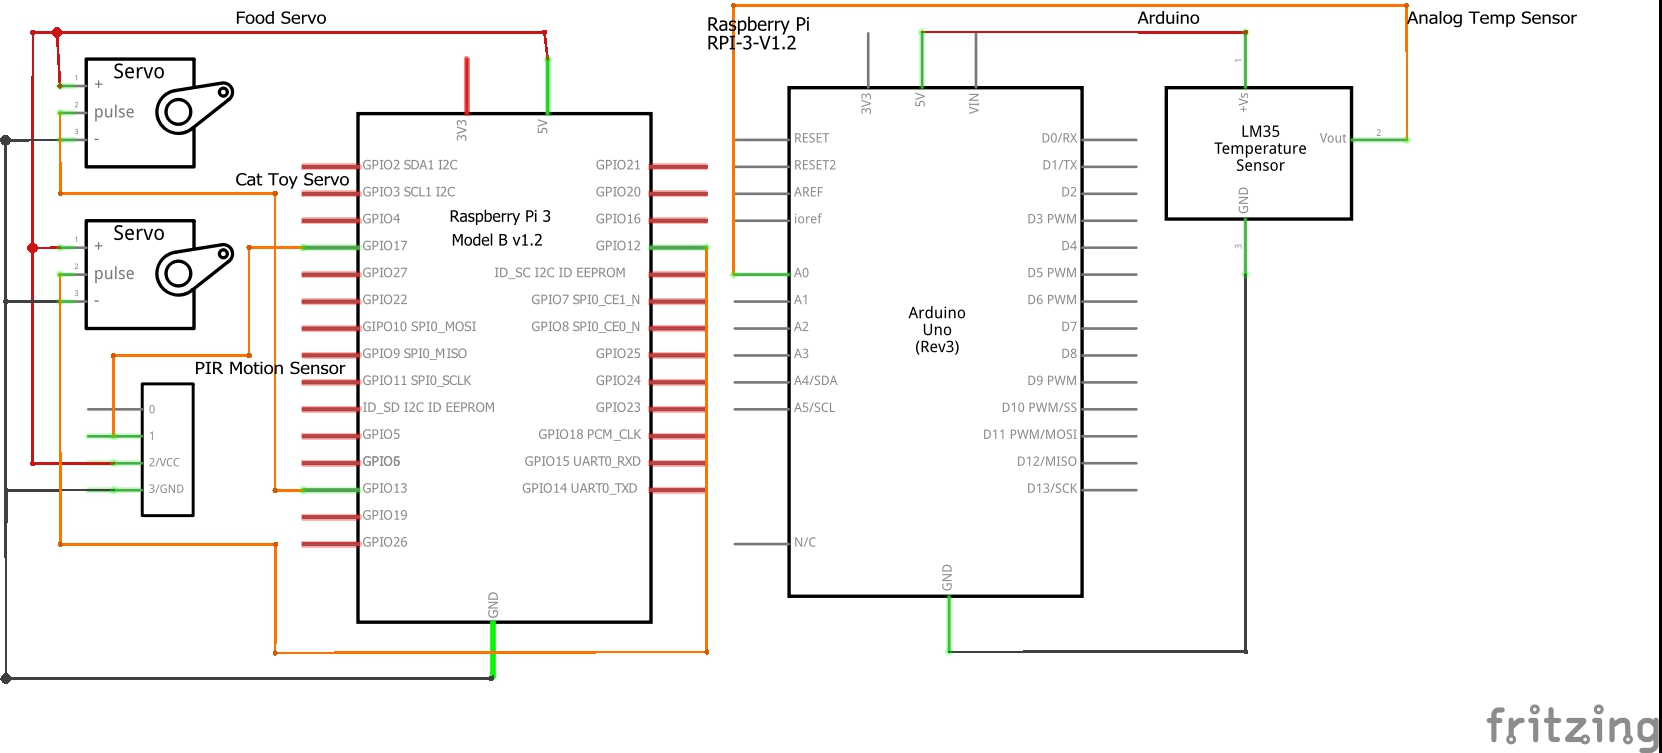 Food Servo
Raspberry Pi
RPI-3-V1.2
Arduino
Analog Temp Sensor
Servo
1
+
2
pulse
3
-
Cat Toy Servo
Servo
1
+
2
pulse
3
-
PIR Motion Sensor
0
1
2/VCC
3/GND
3V3
5V
GPIO2 SDA1 I2C
GPIO3 SCL1 I2C
GPIO4
GPIO17
GPIO27
GPIO22
GIPO10 SPI0_MOSI
GPIO9 SPI0_MISO
GPIO11 SPI0_SCLK
ID_SD I2C ID EEPROM
GPIO5
GPIO6
GPIO13
GPIO19
GPIO26
Raspberry Pi 3
Model B v1.2
GPIO21
GPIO20
GPIO16
GPIO12
ID_SC I2C ID EEPROM
GPIO7 SPI0_CE1_N
GPIO8 SPI0_CE0_N
GPIO25
GPIO24
GPIO23
GPIO18 PCM_CLK
GPIO15 UART0_RXD
GPIO14 UART0_TXD
GND
3V3
5V
VIN
RESET
RESET2
AREF
ioref
A0
A1
A2
A3
A4/SDA
A5/SCL
N/C
Arduino
Uno
(Rev3)
D0/RX
D1/TX
D2
D3 PWM
D4
D5 PWM
D6 PWM
D7
D8
D9 PWM
D10 PWM/SS
D11 PWM/MOSI
D12/MISO
D13/SCK
GND
1
+Vs
LM35
Temperature
Sensor
Vout
2
GND
3
fritzing